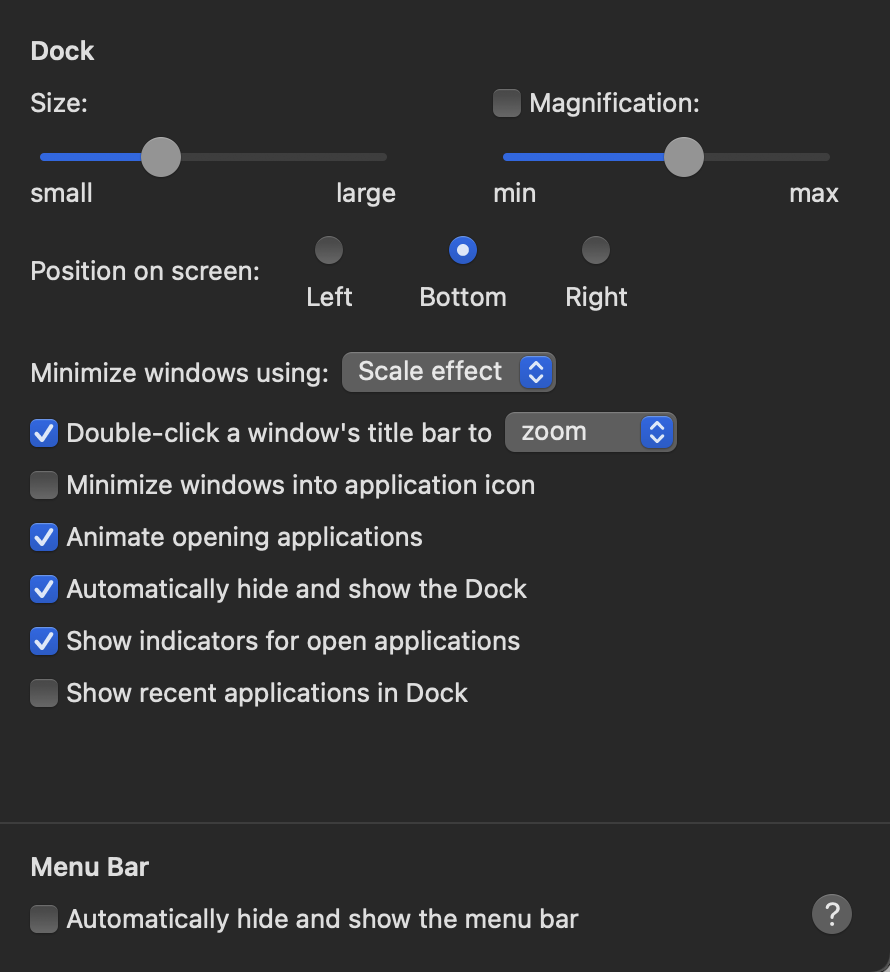 Dock
Size:
Magnification:
small large
min max
Position on screen:
Left Bottom Right
Minimize windows using: Scale effect
Double-click a window's title bar to zoom
Minimize windows into application icon
Animate opening applications
Automatically hide and show the Dock
Show indicators for open applications
Show recent applications in Dock
Menu Bar
Automatically hide and show the menu bar
?